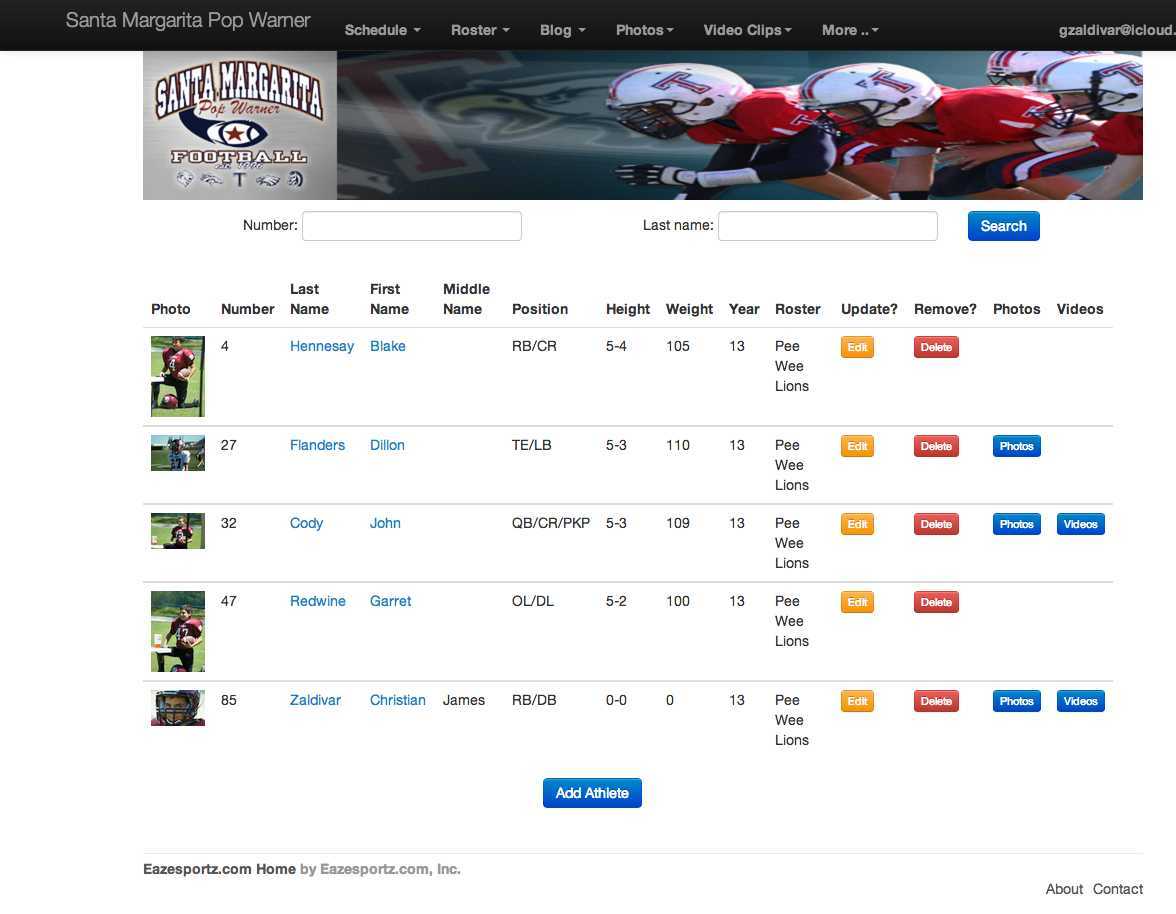 Santa Margarita Pop Warner Schedule Roster Blog Photos Video Clips More .. gzaldivar@icloud.
SANTA MARGARITA
Pop Warner
FOOTBALL
T
Number: Last name: Search
Photo Number Last Name First Name Middle Name Position Height Weight Year Roster Update? Remove? Photos Videos
4 Hennesay Blake RB/CR 5-4 105 13 Pee Wee Lions Edit Delete
27 Flanders Dillon TE/LB 5-3 110 13 Pee Wee Lions Edit Delete Photos
32 Cody John QB/CR/PKP 5-3 109 13 Pee Wee Lions Edit Delete Photos Videos
47 Redwine Garret OL/DL 5-2 100 13 Pee Wee Lions Edit Delete
85 Zaldivar Christian James RB/DB 0-0 0 13 Pee Wee Lions Edit Delete Photos Videos
Add Athlete
Eazesportz.com Home by Eazesportz.com, Inc.
About Contact